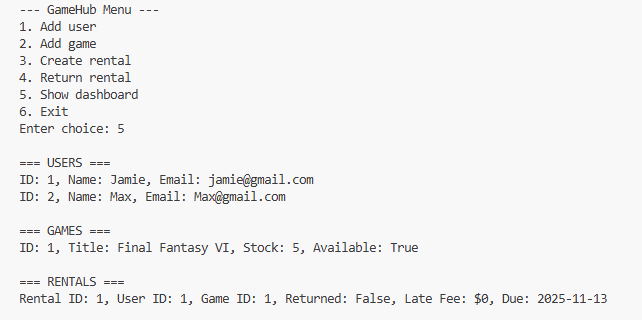 --- GameHub Menu ---
1. Add user
2. Add game
3. Create rental
4. Return rental
5. Show dashboard
6. Exit
Enter choice: 5
=== USERS ===
ID: 1, Name: Jamie, Email: jamie@gmail.com
ID: 2, Name: Max, Email: Max@gmail.com
=== GAMES ===
ID: 1, Title: Final Fantasy VI, Stock: 5, Available: True
=== RENTALS ===
Rental ID: 1, User ID: 1, Game ID: 1, Returned: False, Late Fee: $0, Due: 2025-11-13